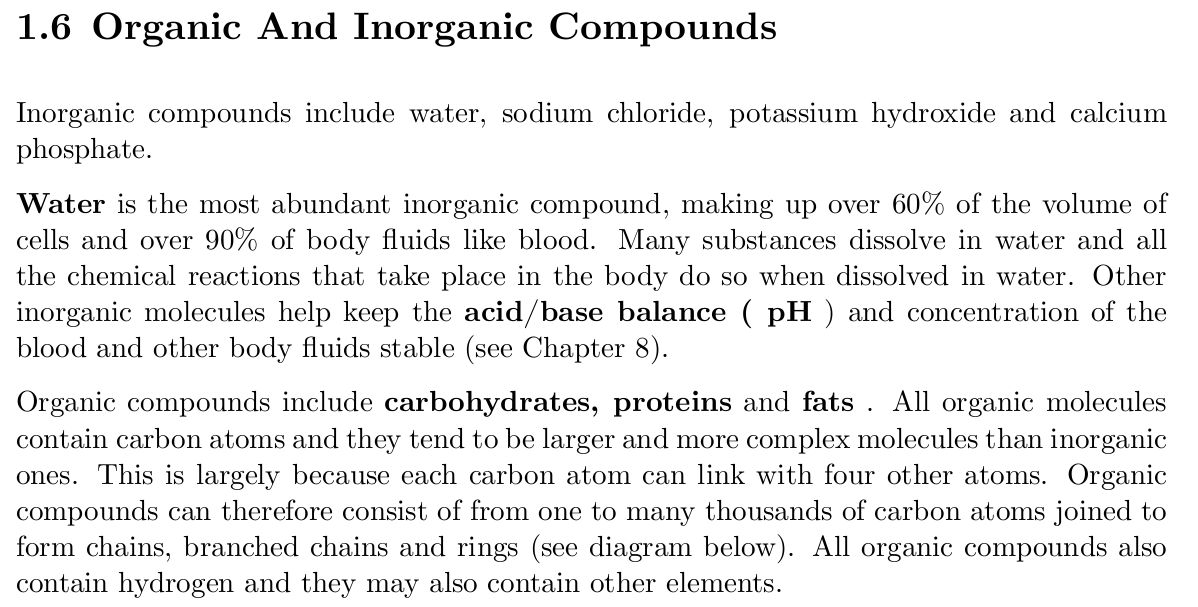 1.6 Organic And Inorganic Compounds
Inorganic compounds include water, sodium chloride, potassium hydroxide and calcium
phosphate.
Water is the most abundant inorganic compound, making up over 60% of the volume of
cells and over 90% of body fluids like blood. Many substances dissolve in water and all
the chemical reactions that take place in the body do so when dissolved in water. Other
inorganic molecules help keep the acid/base balance ( pH ) and concentration of the
blood and other body fluids stable (see Chapter 8).
Organic compounds include carbohydrates, proteins and fats . All organic molecules
contain carbon atoms and they tend to be larger and more complex molecules than inorganic
ones. This is largely because each carbon atom can link with four other atoms. Organic
compounds can therefore consist of from one to many thousands of carbon atoms joined to
form chains, branched chains and rings (see diagram below). All organic compounds also
contain hydrogen and they may also contain other elements.